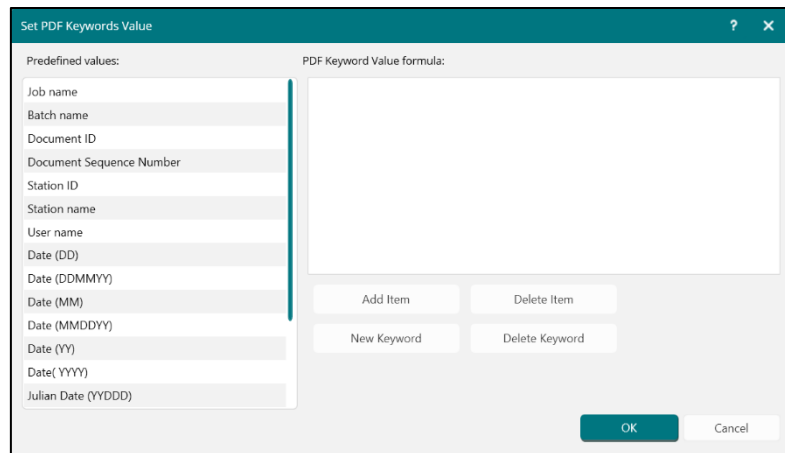 Set PDF Keywords Value
Predefined values:
PDF Keyword Value formula:
Job name
Batch name
Document ID
Document Sequence Number
Station ID
Station name
User name
Date (DD)
Date (DDMMYY)
Date (MM)
Date (MMDDYY)
Date (YY)
Date( YYYY)
Julian Date (YYDDD)
Add Item
Delete Item
New Keyword
Delete Keyword
OK
Cancel